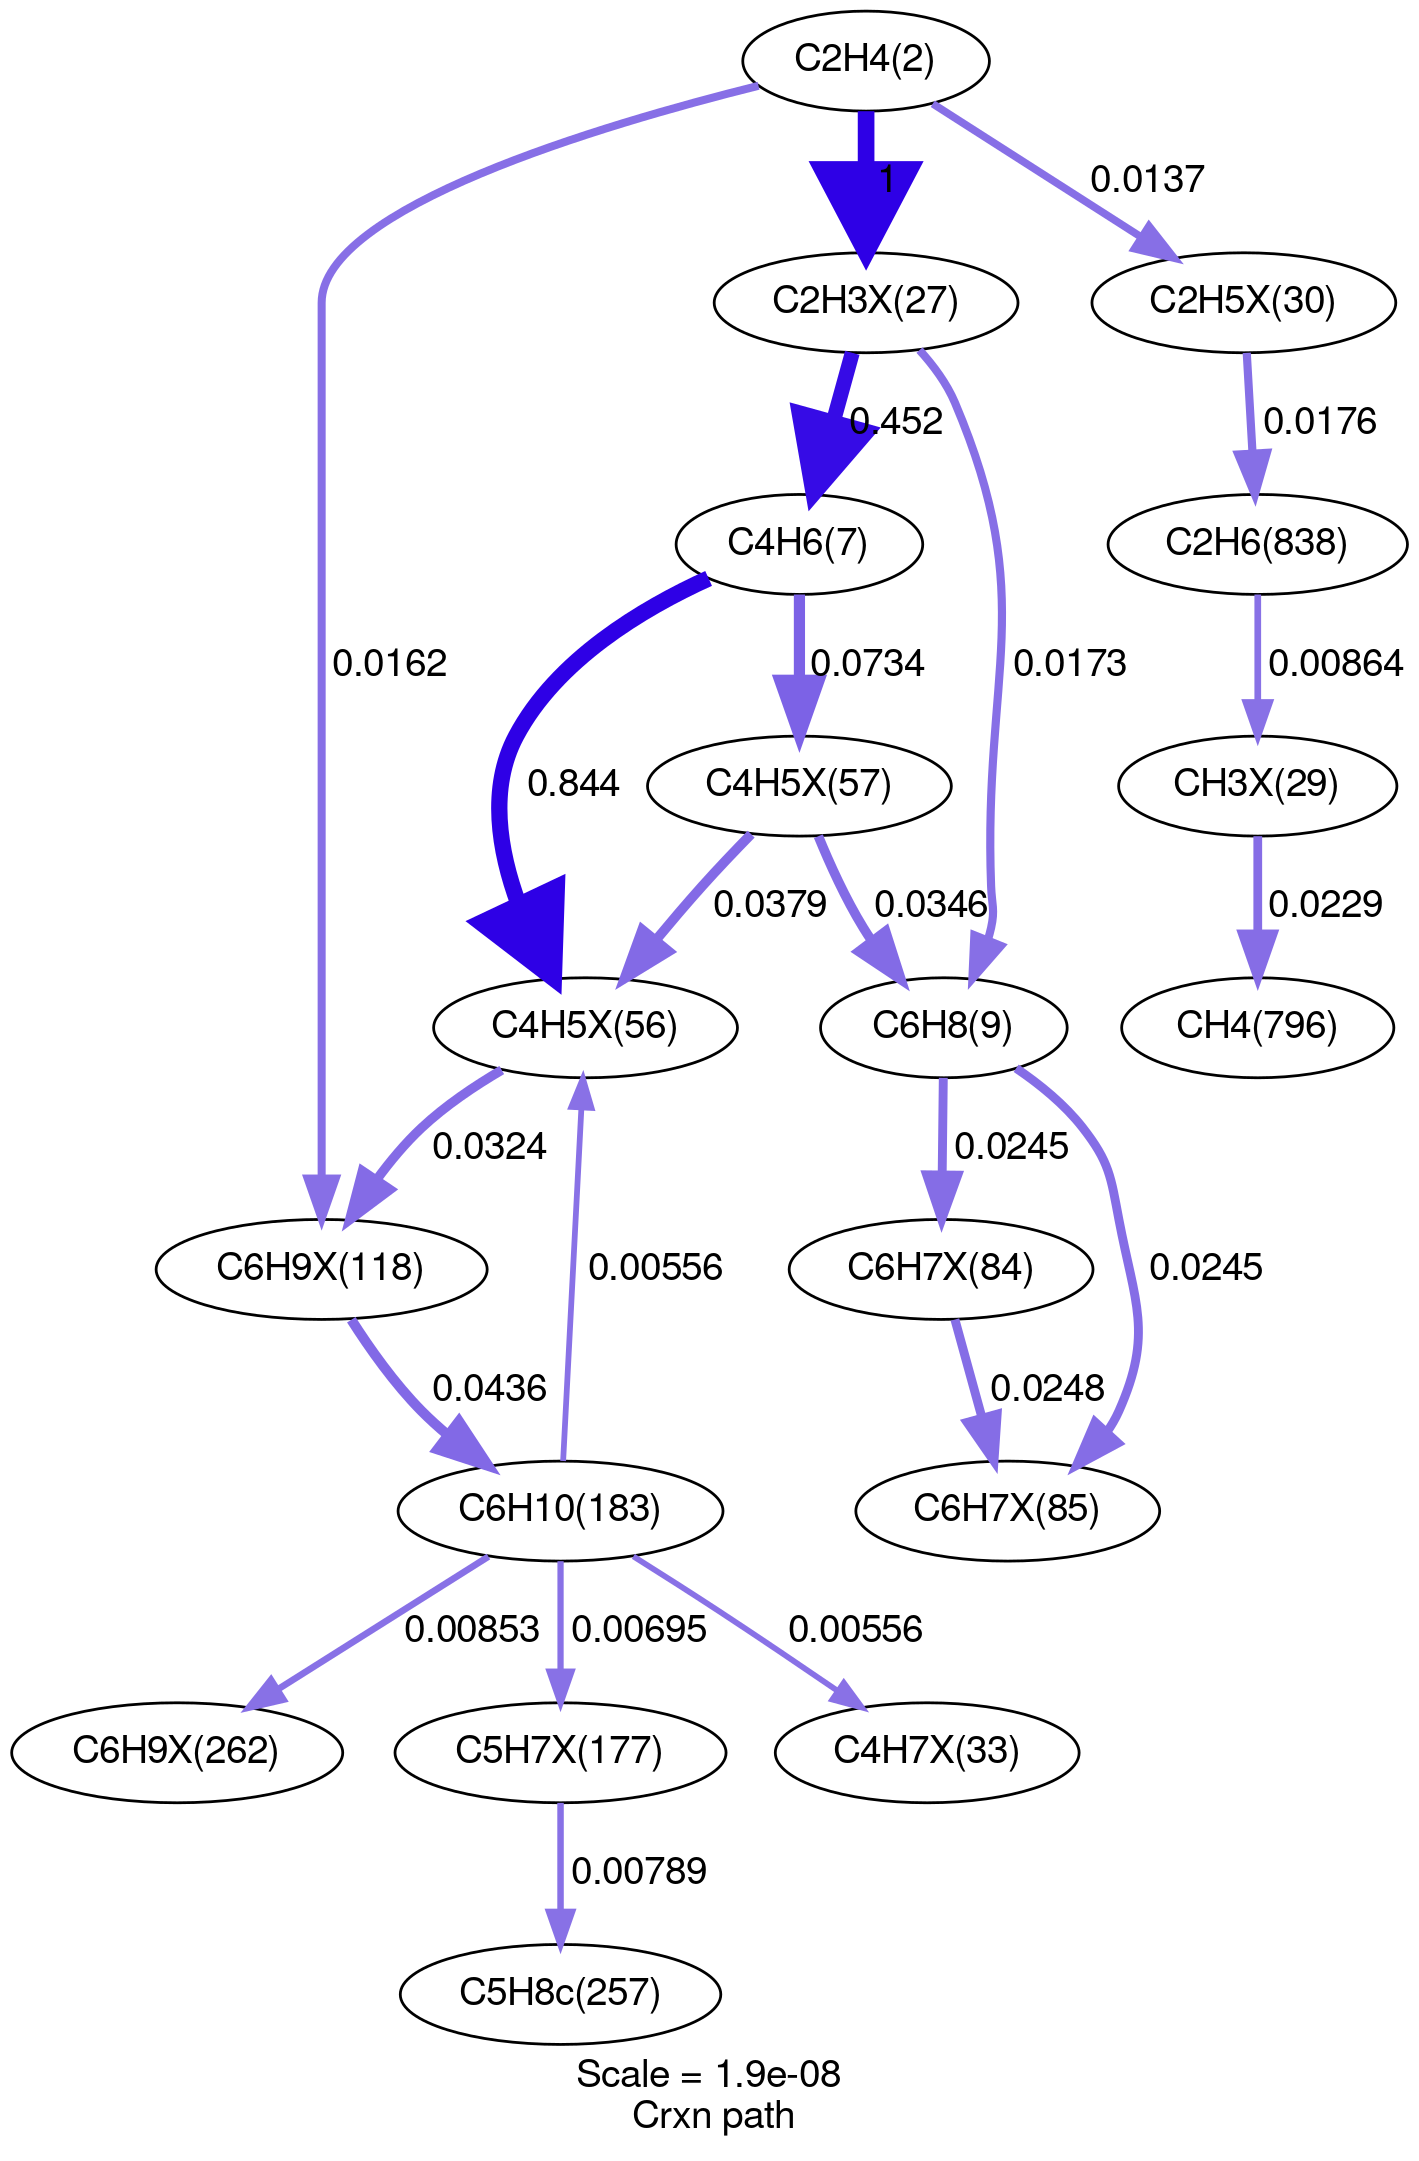 C2H4(2)
1
0.0137
C2H3X(27)
C2H5X(30)
0.452
0.0176
C4H6(7)
C2H6(838)
0.0162
0.0734
0.0173
0.00864
0.844
C4H5X(57)
CH3X(29)
0.0379
0.0346
0.0229
C4H5X(56)
C6H8(9)
CH4(796)
0.0324
0.0245
0.00556
0.0245
C6H9X(118)
C6H7X(84)
0.0436
0.0248
C6H10(183)
C6H7X(85)
0.00853
0.00695
0.00556
C6H9X(262)
C5H7X(177)
C4H7X(33)
0.00789
C5H8c(257)
Scale = 1.9e-08
Crxn path